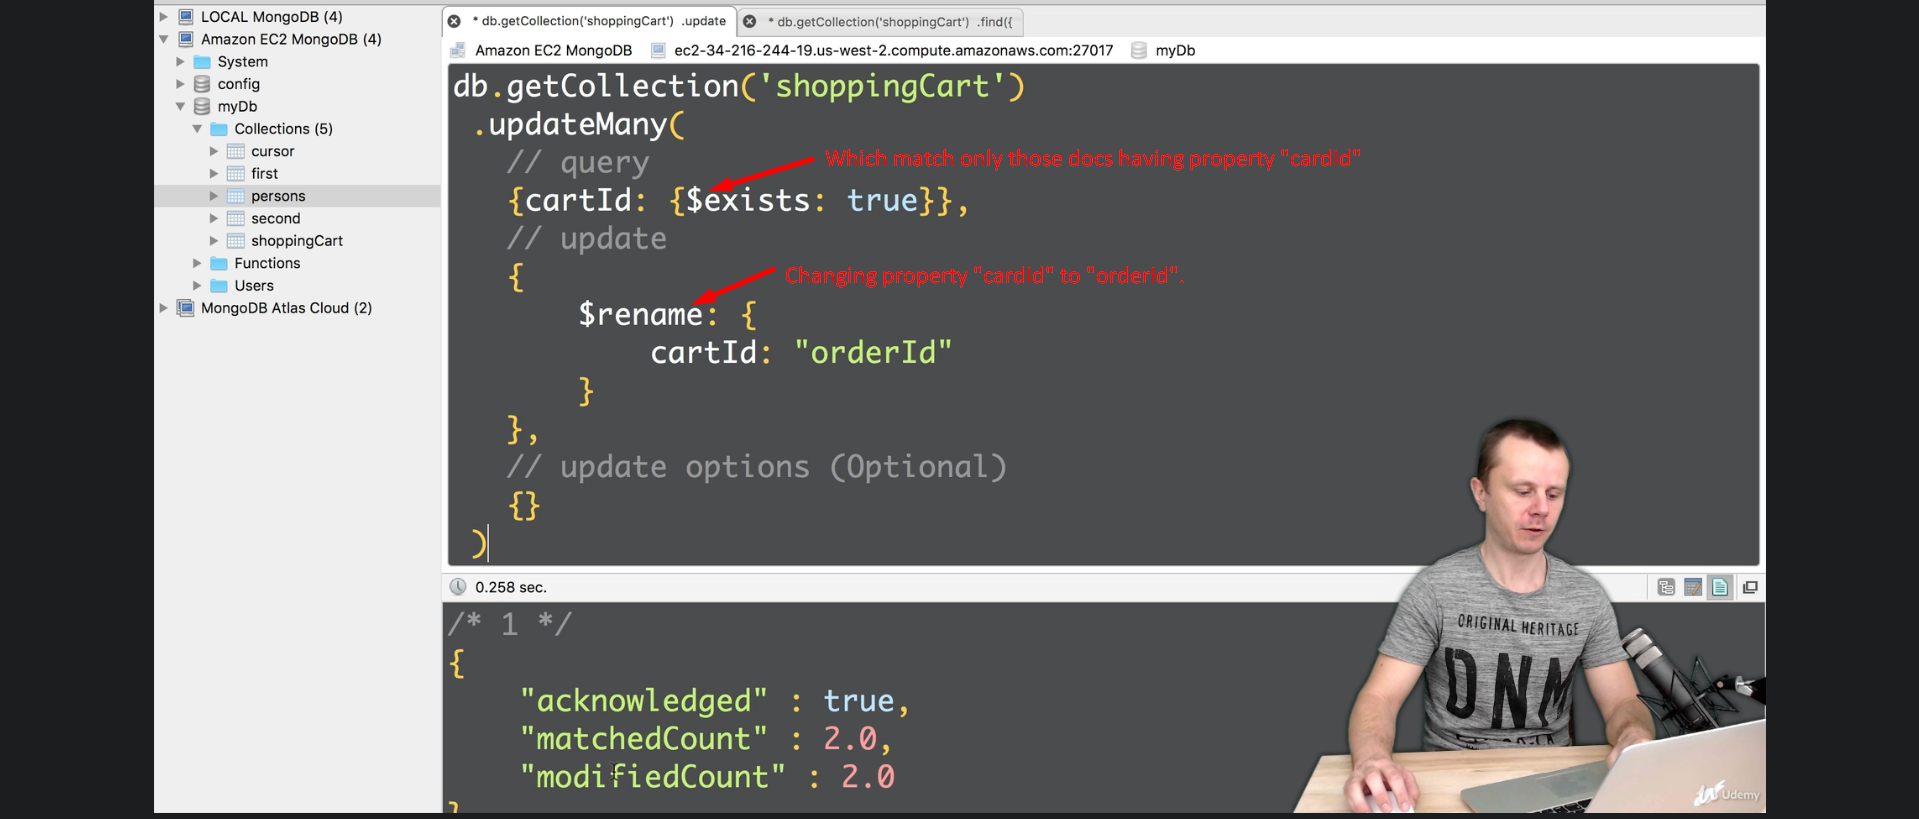 LOCAL MongoDB (4)
Amazon EC2 MongoDB (4)
System
config
myDb
Collections (5)
cursor
first
persons
second
shoppingCart
Functions
Users
MongoDB Atlas Cloud (2)
* db.getCollection('shoppingCart') .update
* db.getCollection('shoppingCart') .find({
Amazon EC2 MongoDB
ec2-34-216-244-19.us-west-2.compute.amazonaws.com:27017
myDb
db.getCollection('shoppingCart')
.updateMany(
// query
Which match only those docs having property "cardid"
{cartId: {$exists: true}},
// update
{
Changing property "cardId" to "orderid".
$rename: {
cartId: "orderId"
}
},
// update options (Optional)
{}
)
0.258 sec.
/* 1 */
{
"acknowledged" : true,
"matchedCount" : 2.0,
"modifiedCount" : 2.0
}
ORIGINAL HERITAGE
DNM
Udemy